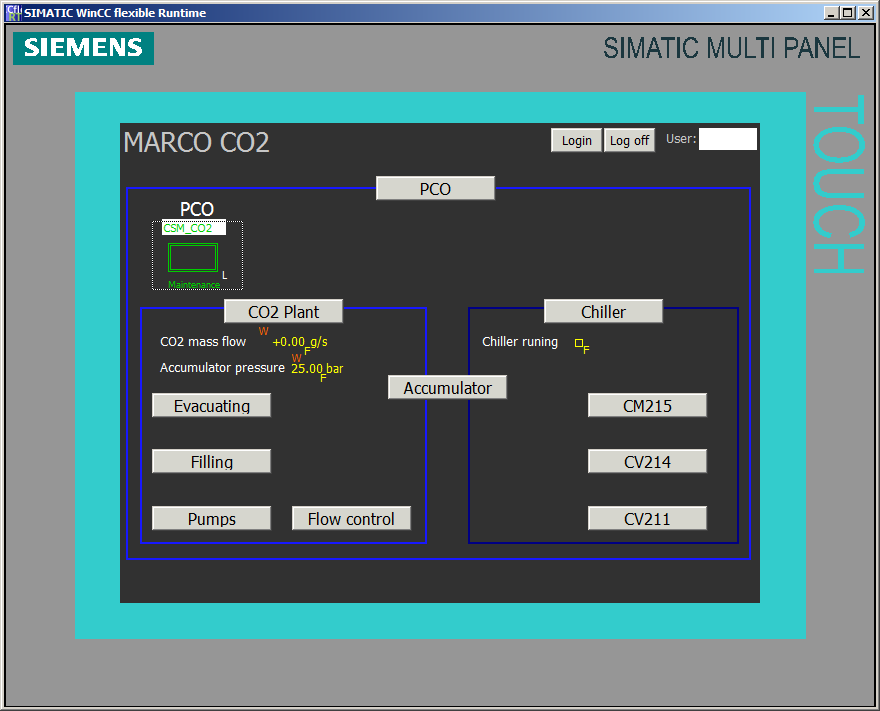 SIMATIC WinCC flexible Runtime
SIEMENS
SIMATIC MULTI PANEL
TOUCH
MARCO CO2
Login
Log off
User:
PCO
PCO
CSM_CO2
L
Maintenance
CO2 Plant
Chiller
W
CO2 mass flow +0.00 g/s
F
Chiller runing
F
W
Accumulator pressure 25.00 bar
F
Accumulator
Evacuating
CM215
Filling
CV214
Pumps
Flow control
CV211